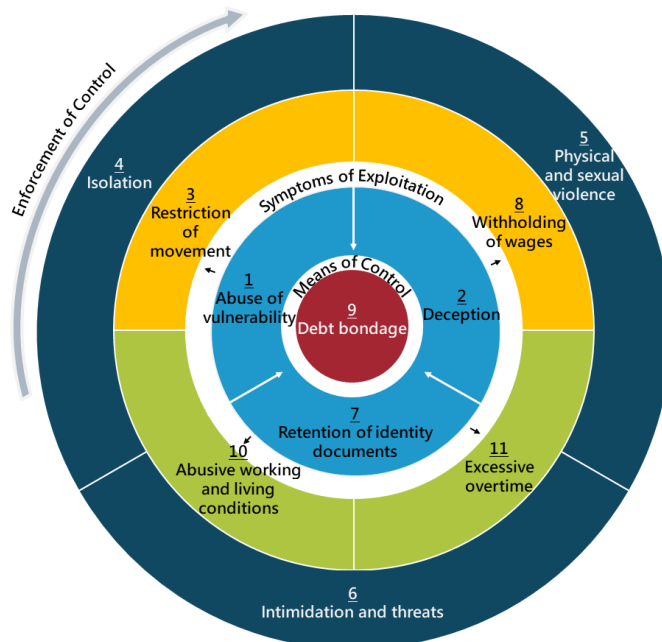 Enforcement of Control
4
Isolation
5
Physical
and sexual
violence
3
Restriction
of
movement
Symptoms of Exploitation
8
Withholding
of wages
1
Abuse of
vulnerability
Means of Control
2
Deception
9
Debt bondage
7
Retention of identity
documents
10
Abusive working
and living
conditions
11
Excessive
overtime
6
Intimidation and threats